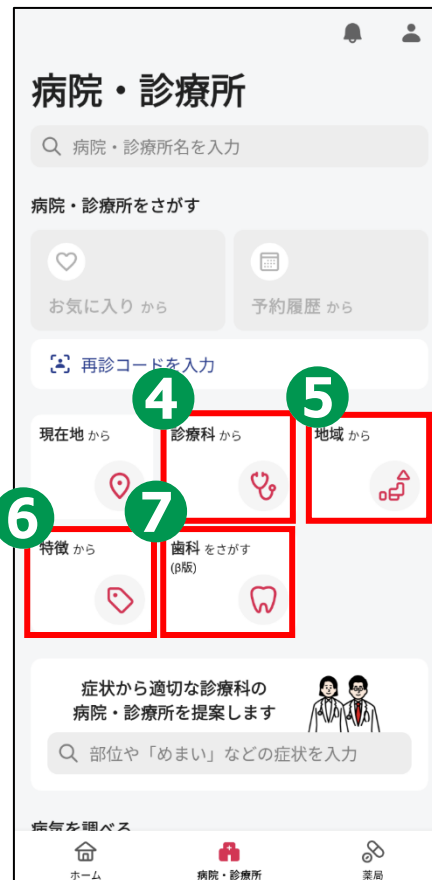 病院・診療所
病院・診療所名を入力
病院・診療所をさがす
お気に入り から
予約履歴 から
再診コードを入力
4
5
現在地 から
診療科 から
地域 から
6
7
特徴 から
歯科 をさがす
(β版)
症状から適切な診療科の
病院・診療所を提案します
部位や「めまい」などの症状を入力
病気を調べる
ホーム
病院・診療所
薬局